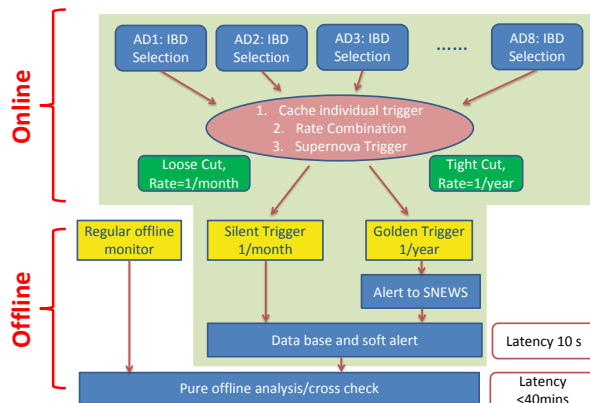 Online
AD1: IBD
Selection
AD2: IBD
Selection
AD3: IBD
Selection
......
AD8: IBD
Selection
1. Cache individual trigger
2. Rate Combination
3. Supernova Trigger
Loose Cut,
Rate=1/month
Tight Cut,
Rate=1/year
Offline
Regular offline
monitor
Silent Trigger
1/month
Golden Trigger
1/year
Alert to SNEWS
Data base and soft alert
Latency 10 s
Pure offline analysis/cross check
Latency
<40mins